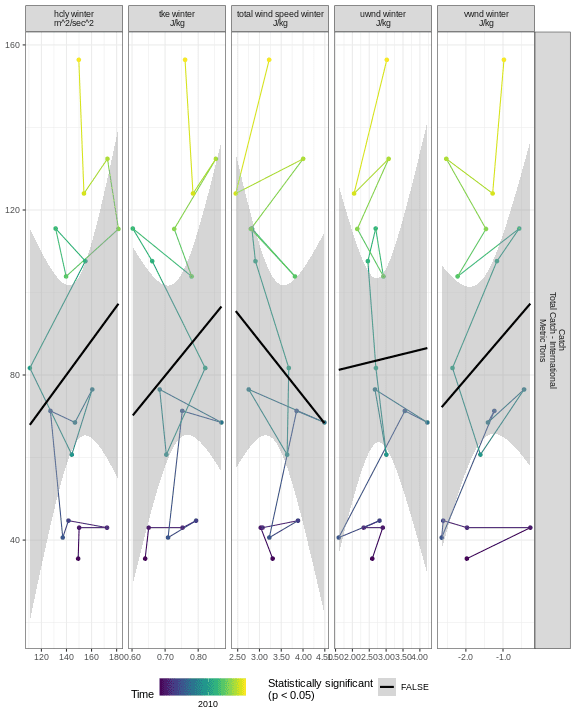 hdly winter
m^2/sec^2
tke winter
J/kg
total wind speed winter
J/kg
uwnd winter
J/kg
vwnd winter
J/kg
160
120
80
40
Catch
Total Catch - International
Metric Tons
120 140 160 180
0.60 0.70 0.80
2.50 3.00 3.50 4.00 4.50
1.50 2.00 2.50 3.00 3.50 4.00
-2.0 -1.0
Time
2010
Statistically significant
(p < 0.05)
FALSE